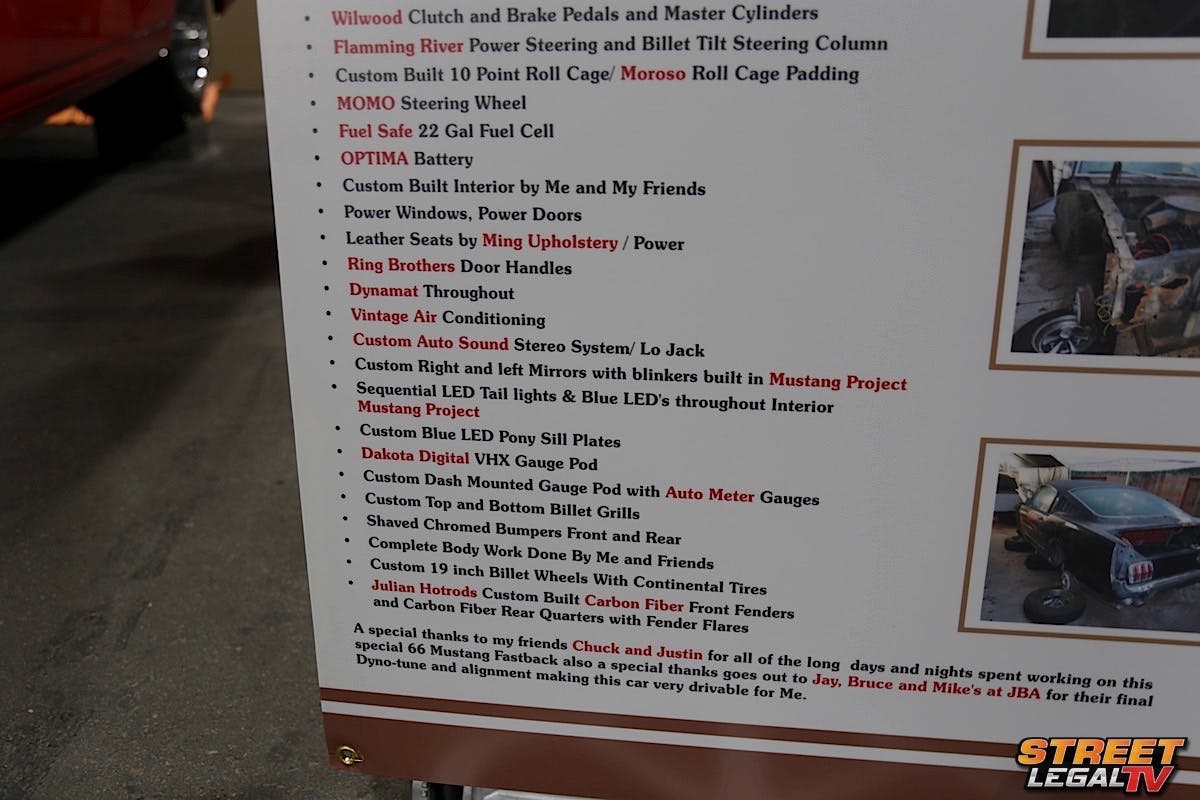 • Wilwood Clutch and Brake Pedals and Master Cylinders
• Flamming River Power Steering and Billet Tilt Steering Column
• Custom Built 10 Point Roll Cage/ Moroso Roll Cage Padding
• MOMO Steering Wheel
• Fuel Safe 22 Gal Fuel Cell
• OPTIMA Battery
• Custom Built Interior by Me and My Friends
• Power Windows, Power Doors
• Leather Seats by Ming Upholstery / Power
• Ring Brothers Door Handles
• Dynamat Throughout
• Vintage Air Conditioning
• Custom Auto Sound Stereo System/ Lo Jack
• Custom Right and left Mirrors with blinkers built in Mustang Project
• Sequential LED Tail lights & Blue LED's throughout Interior
Mustang Project
• Custom Blue LED Pony Sill Plates
• Dakota Digital VHX Gauge Pod
• Custom Dash Mounted Gauge Pod with Auto Meter Gauges
• Custom Top and Bottom Billet Grills
• Shaved Chromed Bumpers Front and Rear
• Complete Body Work Done By Me and Friends
• Custom 19 inch Billet Wheels With Continental Tires
• Julian Hotrods Custom Built Carbon Fiber Front Fenders
and Carbon Fiber Rear Quarters with Fender Flares
A special thanks to my friends Chuck and Justin for all of the long days and nights spent working on this
special 66 Mustang Fastback also a special thanks goes out to Jay, Bruce and Mike's at JBA for their final
Dyno-tune and alignment making this car very drivable for Me.
STREET
LEGALTV